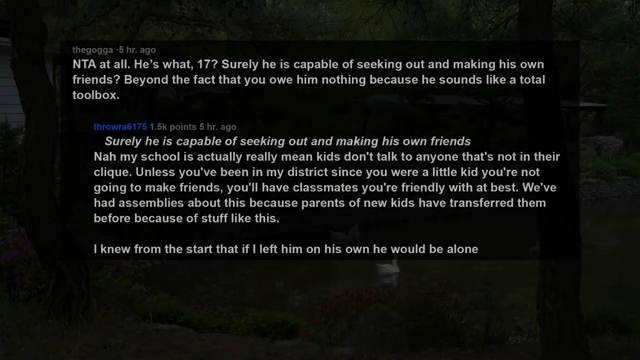 thegogga ·5 hr. ago
NTA at all. He's what, 17? Surely he is capable of seeking out and making his own
friends? Beyond the fact that you owe him nothing because he sounds like a total
toolbox.
throwra6175 1.5k points 5 hr. ago
Surely he is capable of seeking out and making his own friends
Nah my school is actually really mean kids don't talk to anyone that's not in their
clique. Unless you've been in my district since you were a little kid you're not
going to make friends, you'll have classmates you're friendly with at best. We've
had assemblies about this because parents of new kids have transferred them
before because of stuff like this.
I knew from the start that if I left him on his own he would be alone